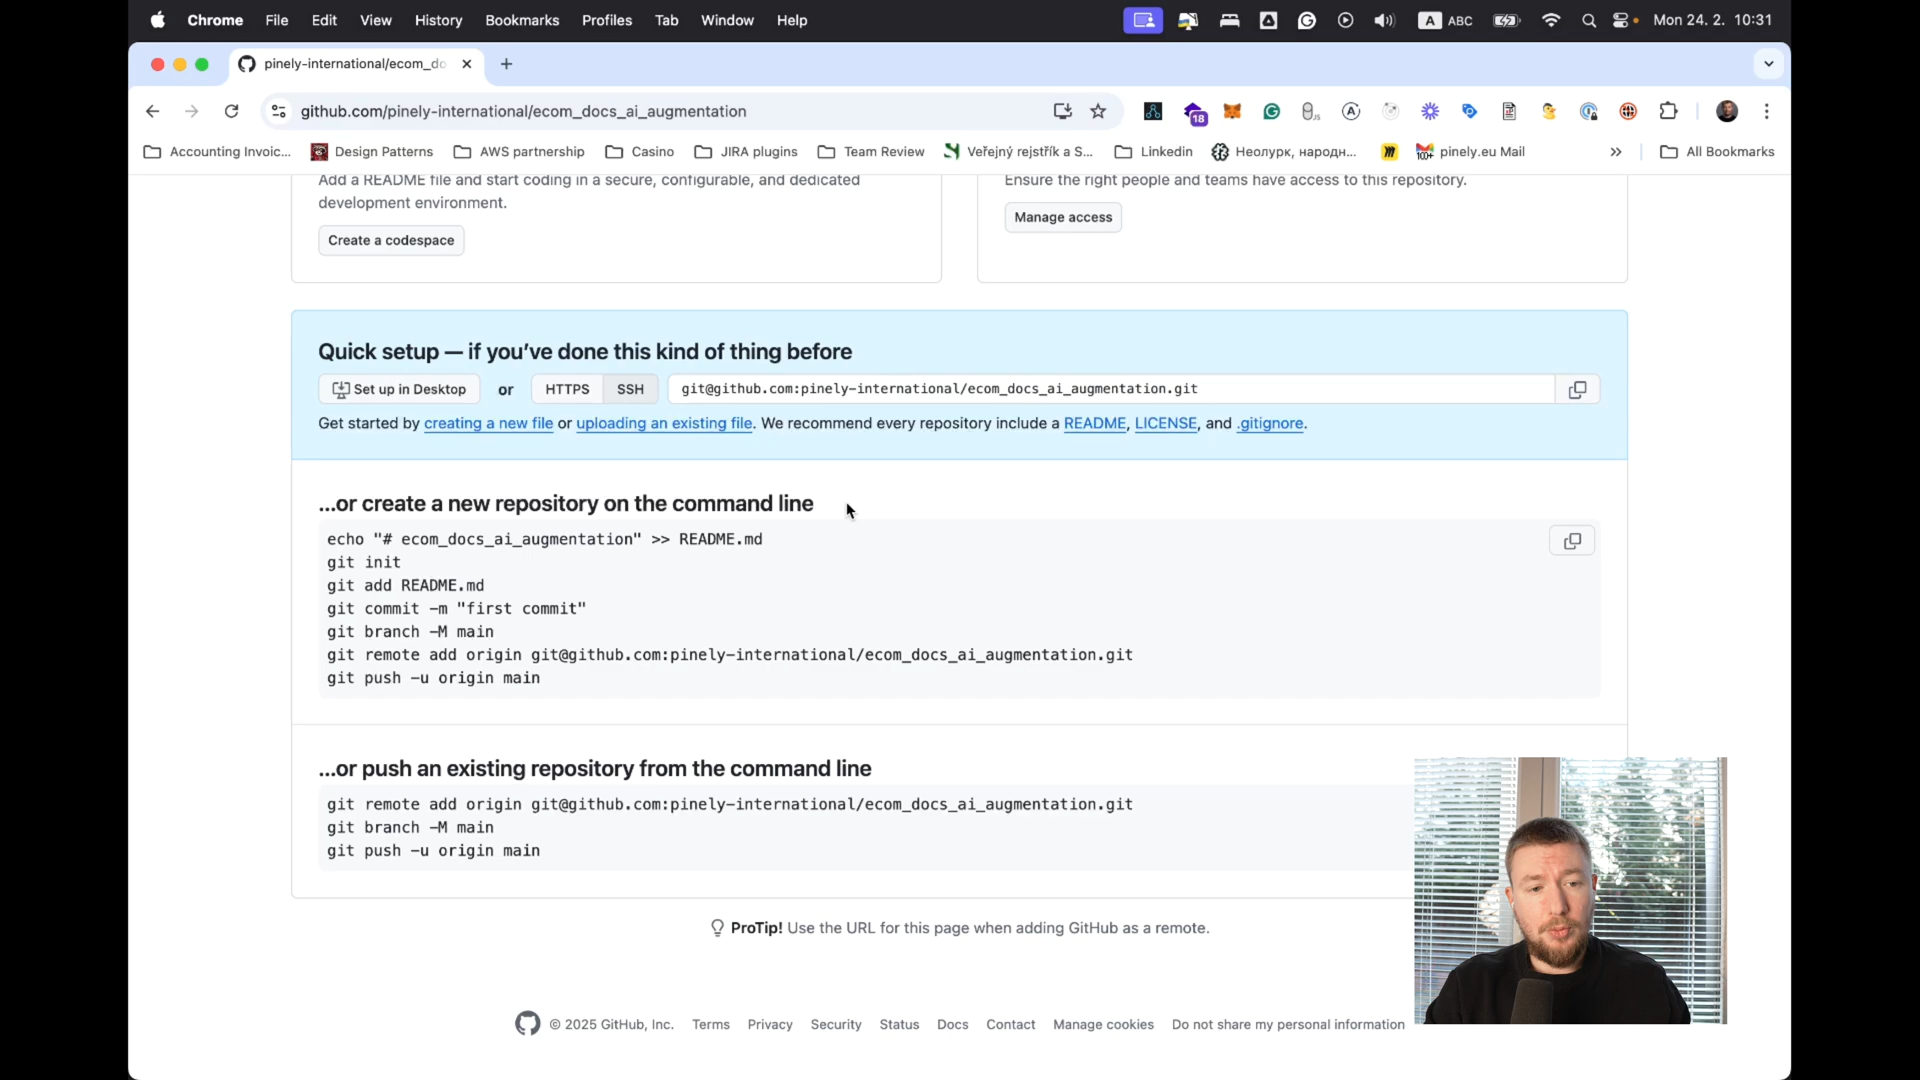 Chrome File Edit View History Bookmarks Profiles Tab Window Help A ABC Mon 24. 2. 10:31
pinely-international/ecom_do
github.com/pinely-international/ecom_docs_ai_augmentation 18
Accounting Invoic... Design Patterns AWS partnership Casino JIRA plugins Team Review Veřejný rejstřík a S... Linkedin Неолурк, народн... 100+ pinely.eu Mail » All Bookmarks
Add a README file and start coding in a secure, configurable, and dedicated
development environment.
Create a codespace
Ensure the right people and teams have access to this repository.
Manage access
Quick setup — if you’ve done this kind of thing before
Set up in Desktop or HTTPS SSH git@github.com:pinely-international/ecom_docs_ai_augmentation.git
Get started by creating a new file or uploading an existing file. We recommend every repository include a README, LICENSE, and .gitignore.
…or create a new repository on the command line
echo "# ecom_docs_ai_augmentation" >> README.md
git init
git add README.md
git commit -m "first commit"
git branch -M main
git remote add origin git@github.com:pinely-international/ecom_docs_ai_augmentation.git
git push -u origin main
…or push an existing repository from the command line
git remote add origin git@github.com:pinely-international/ecom_docs_ai_augmentation.git
git branch -M main
git push -u origin main
ProTip! Use the URL for this page when adding GitHub as a remote.
© 2025 GitHub, Inc. Terms Privacy Security Status Docs Contact Manage cookies Do not share my personal information